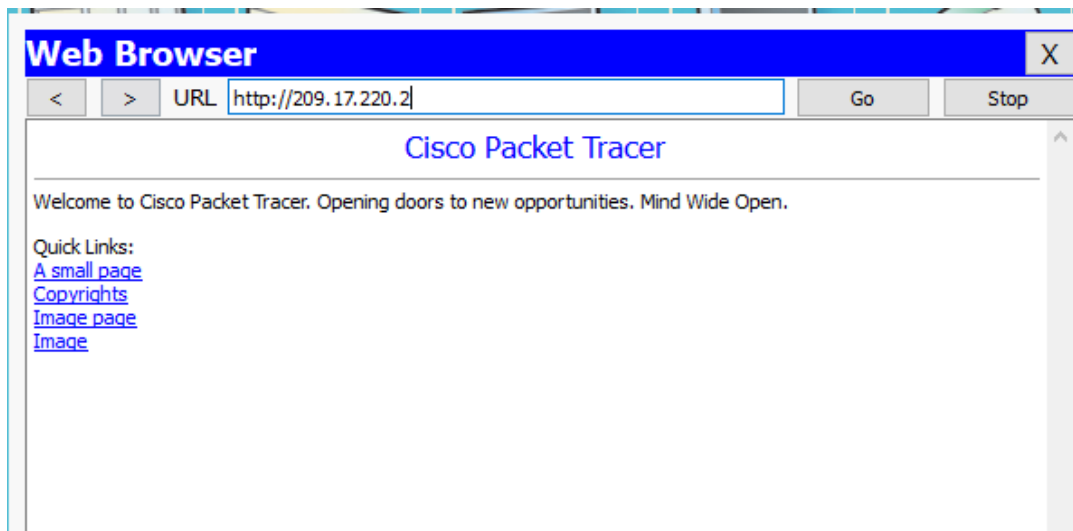 Web Browser X
< > URL http://209.17.220.2 Go Stop
Cisco Packet Tracer
Welcome to Cisco Packet Tracer. Opening doors to new opportunities. Mind Wide Open.
Quick Links:
A small page
Copyrights
Image page
Image